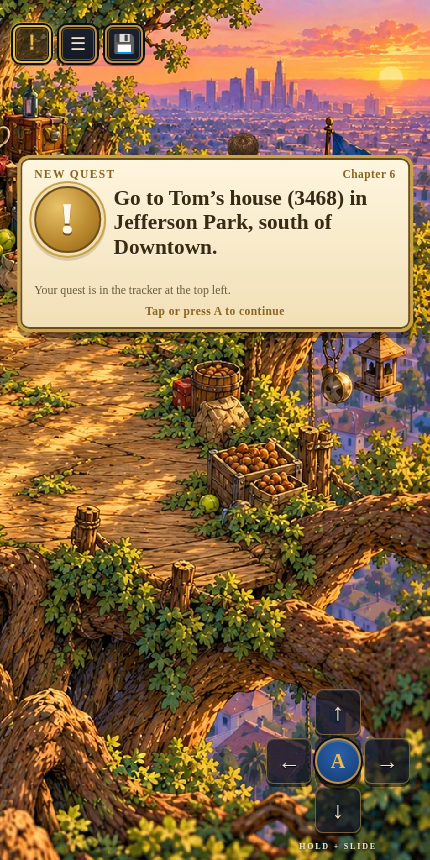 NEW QUEST
Chapter 6
!
Go to Tom's house (3468) in
Jefferson Park, south of
Downtown.
Your quest is in the tracker at the top left.
Tap or press A to continue
↑
← A →
↓
HOLD + SLIDE